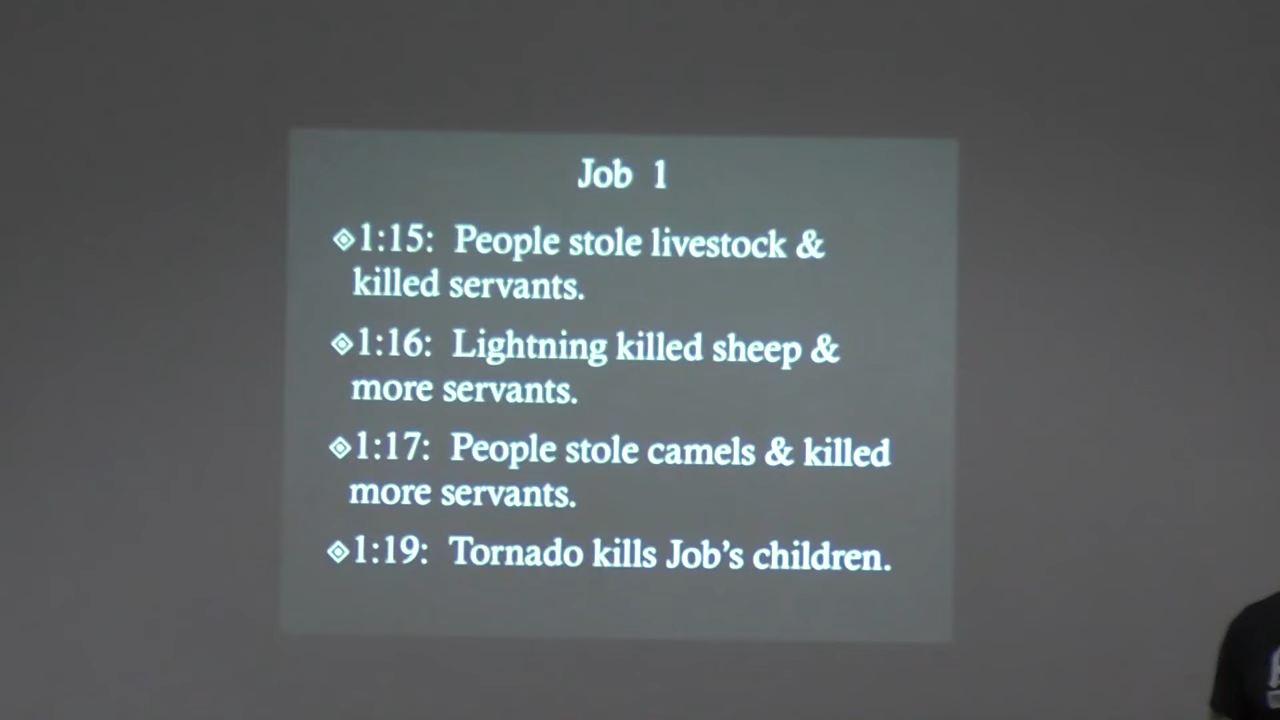 Job 1
1:15: People stole livestock &
killed servants.
1:16: Lightning killed sheep &
more servants.
1:17: People stole camels & killed
more servants.
1:19: Tornado kills Job's children.